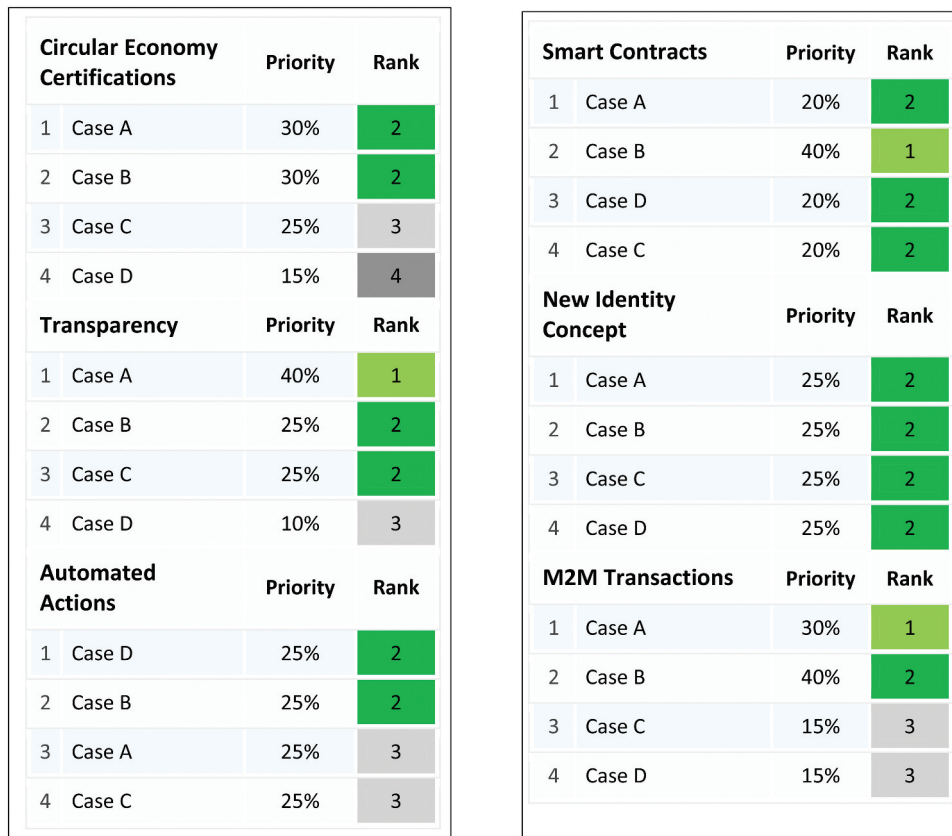 Circular Economy
Certifications Priority Rank
1 Case A 30% 2
2 Case B 30% 2
3 Case C 25% 3
4 Case D 15% 4
Transparency Priority Rank
1 Case A 40% 1
2 Case B 25% 2
3 Case C 25% 2
4 Case D 10% 3
Automated
Actions Priority Rank
1 Case D 25% 2
2 Case B 25% 2
3 Case A 25% 3
4 Case C 25% 3
Smart Contracts Priority Rank
1 Case A 20% 2
2 Case B 40% 1
3 Case D 20% 2
4 Case C 20% 2
New Identity
Concept Priority Rank
1 Case A 25% 2
2 Case B 25% 2
3 Case C 25% 2
4 Case D 25% 2
M2M Transactions Priority Rank
1 Case A 30% 1
2 Case B 40% 2
3 Case C 15% 3
4 Case D 15% 3